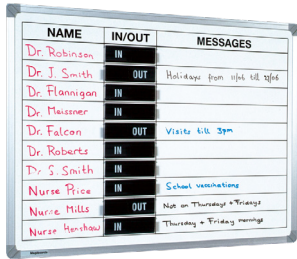 NAME IN/OUT MESSAGES
Dr. Robinson IN
Dr. J. Smith OUT Holidays from 11/06 till 22/06
Dr. Flannigan IN
Dr. Meissner IN
Dr. Falcon OUT Visits till 3pm
Dr. Roberts IN
Dr. S. Smith IN
Nurse Price IN School vaccinations
Nurse Mills OUT Not on Thursdays + Fridays
Nurse Henshaw IN Thursday + Friday mornings